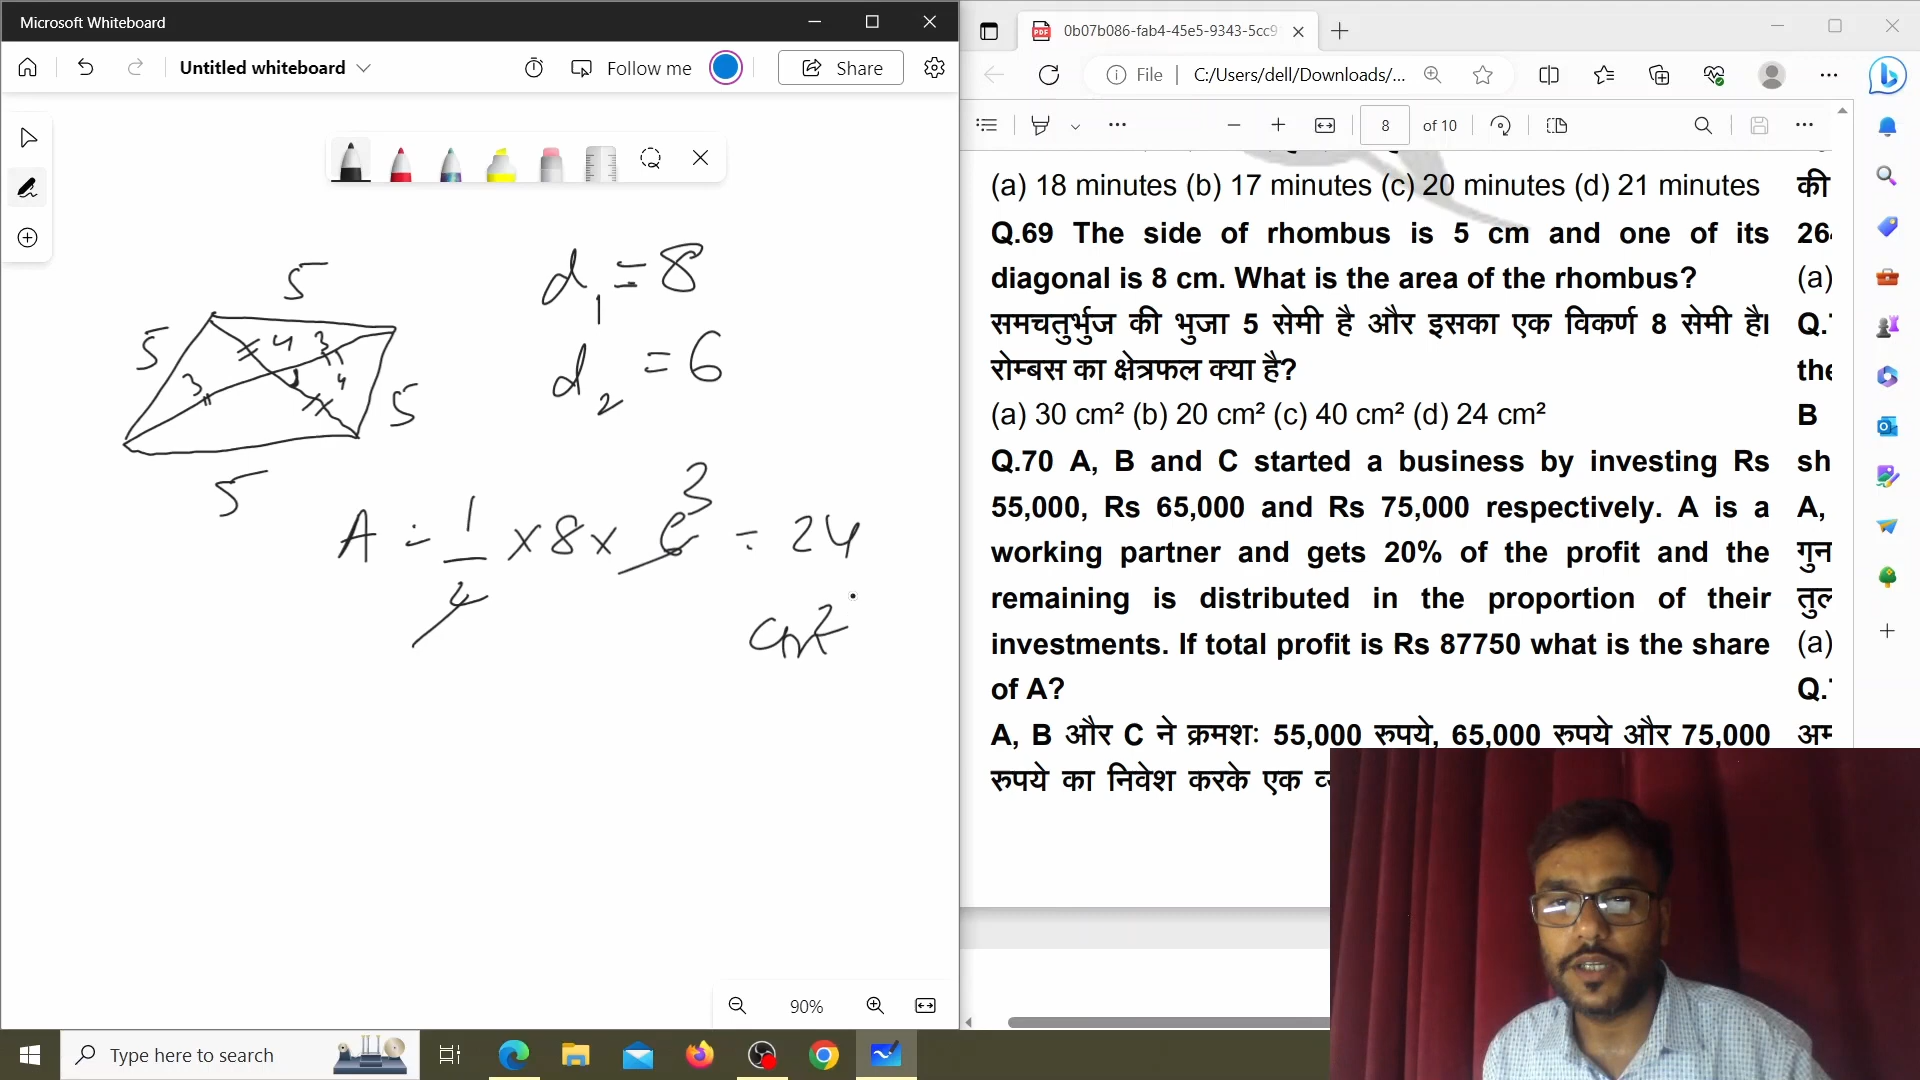 Microsoft Whiteboard
Untitled whiteboard
Follow me
Share
5
5
4
3
3
4
5
5
d₁ = 8
d₂ = 6
A = 1/2 × 8 × 6 3 = 24
cm²
90%
0b07b086-fab4-45e5-9343-5cc9
File
C:/Users/dell/Downloads/...
8 of 10
(a) 18 minutes (b) 17 minutes (c) 20 minutes (d) 21 minutes
Q.69 The side of rhombus is 5 cm and one of its
diagonal is 8 cm. What is the area of the rhombus?
समचतुर्भुज की भुजा 5 सेमी है और इसका एक विकर्ण 8 सेमी है।
रोम्बस का क्षेत्रफल क्या है?
(a) 30 cm² (b) 20 cm² (c) 40 cm² (d) 24 cm²
Q.70 A, B and C started a business by investing Rs
55,000, Rs 65,000 and Rs 75,000 respectively. A is a
working partner and gets 20% of the profit and the
remaining is distributed in the proportion of their
investments. If total profit is Rs 87750 what is the share
of A?
A, B और C ने क्रमशः 55,000 रुपये, 65,000 रुपये और 75,000
रुपये का निवेश करके एक
की
(a)
the
B
sh
A,
गुन
(a)
Type here to search